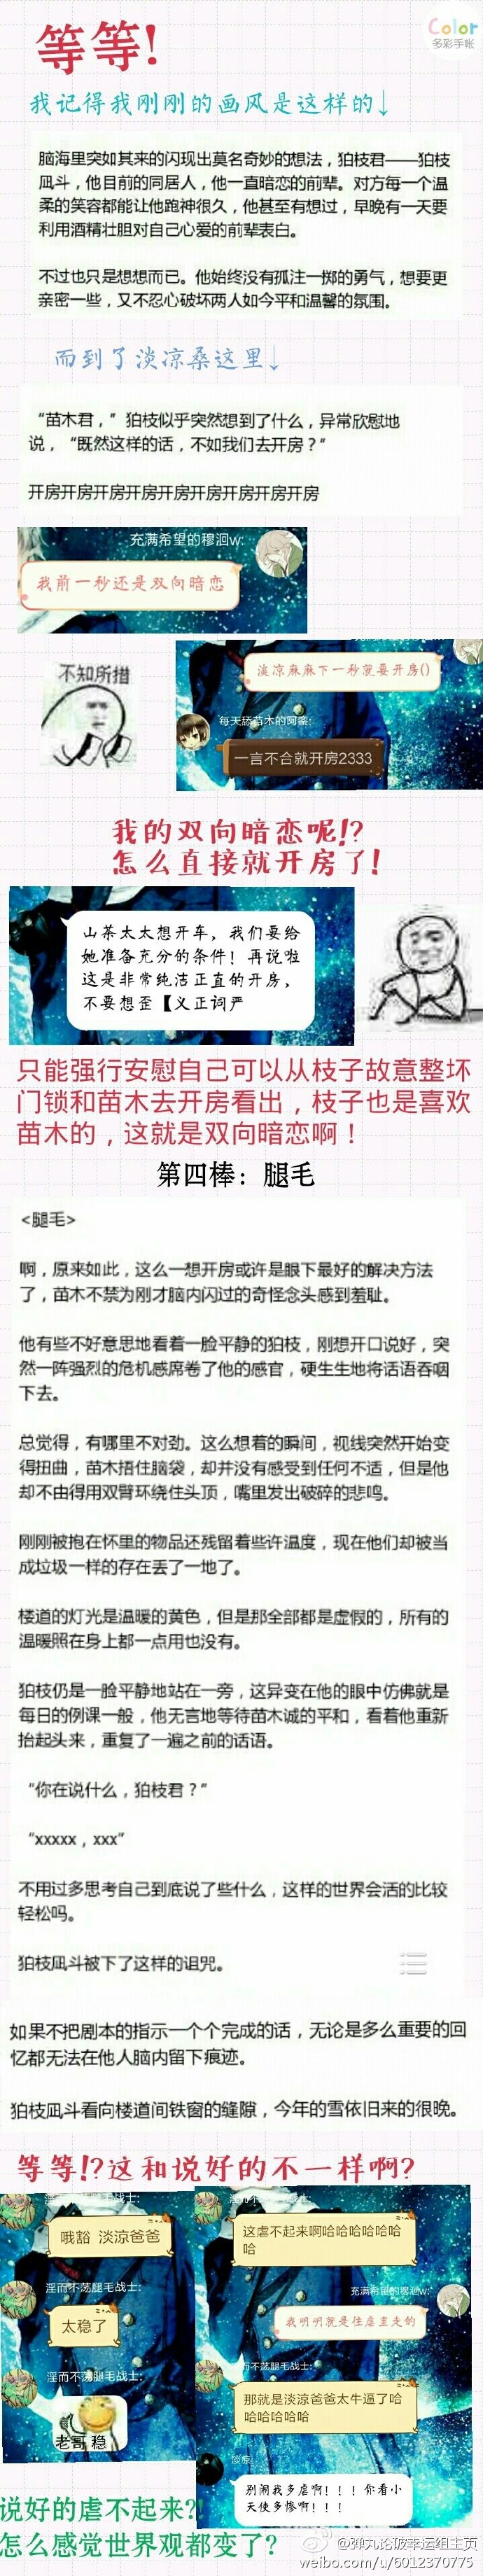 等等!
Color
多彩手帐
我记得我刚刚的画风是这样的↓
脑海里突如其来的闪现出莫名奇妙的想法，狛枝君——狛枝
凪斗，他目前的同居人，他一直暗恋的前辈。对方每一个温
柔的笑容都能让他跑神很久，他甚至有想过，早晚有一天要
利用酒精壮胆对自己心爱的前辈表白。
不过也只是想想而已。他始终没有孤注一掷的勇气，想要更
亲密一些，又不忍心破坏两人如今平和温馨的氛围。
而到了淡凉桑这里↓
“苗木君，”狛枝似乎突然想到了什么，异常欣慰地
说，“既然这样的话，不如我们去开房？”
开房开房开房开房开房开房开房开房开房
充满希望的穆洄w:
我前一秒还是双向暗恋
不知所措
淡凉麻麻下一秒就要开房()
每天舔苗木的阿蓥:
一言不合就开房2333
我的双向暗恋呢!?
怎么直接就开房了!
山茶太太想开车，我们要给
她准备充分的条件！再说啦
这是非常纯洁正直的开房，
不要想歪【义正词严
只能强行安慰自己可以从枝子故意整坏
门锁和苗木去开房看出，枝子也是喜欢
苗木的，这就是双向暗恋啊！
第四棒：腿毛
<腿毛>
啊，原来如此，这么一想开房或许是眼下最好的解决方法
了，苗木不禁为刚才脑内闪过的奇怪念头感到羞耻。
他有些不好意思地看着一脸平静的狛枝，刚想开口说好，突
然一阵强烈的危机感席卷了他的感官，硬生生地将话语吞咽
下去。
总觉得，有哪里不对劲。这么想着的瞬间，视线突然开始变
得扭曲，苗木捂住脑袋，却并没有感受到任何不适，但是他
却不由得用双臂环绕住头顶，嘴里发出破碎的悲鸣。
刚刚被抱在怀里的物品还残留着些许温度，现在他们却被当
成垃圾一样的存在丢了一地了。
楼道的灯光是温暖的黄色，但是那全部都是虚假的，所有的
温暖照在身上都一点用也没有。
狛枝仍是一脸平静地站在一旁，这异变在他的眼中仿佛就是
每日的例课一般，他无言地等待苗木诚的平和，看着他重新
抬起头来，重复了一遍之前的话语。
“你在说什么，狛枝君？”
“xxxxx，xxx”
不用过多思考自己到底说了些什么，这样的世界会活的比较
轻松吗。
狛枝凪斗被下了这样的诅咒。
如果不把剧本的指示一个个完成的话，无论是多么重要的回
忆都无法在他人脑内留下痕迹。
狛枝凪斗看向楼道间铁窗的缝隙，今年的雪依旧来的很晚。
等等!?这和说好的不一样啊?
淫而不荡腿毛战士:
哦豁 淡凉爸爸
淫而不荡腿毛战士:
太稳了
淫而不荡腿毛战士:
老哥 稳
淫而不荡腿毛战士:
这虐不起来啊哈哈哈哈哈哈
哈
充满希望的穆洄w:
我明明就是往虐里走的
而不荡腿毛战士:
那就是淡凉爸爸太牛逼了哈
哈哈哈哈哈哈
淡凉:
别闹我多虐啊！！！你看小
天使多惨啊！！！
说好的虐不起来?!
怎么感觉世界观都变了?
@弹丸论破幸运组主页
weibo.com/u/6012370775